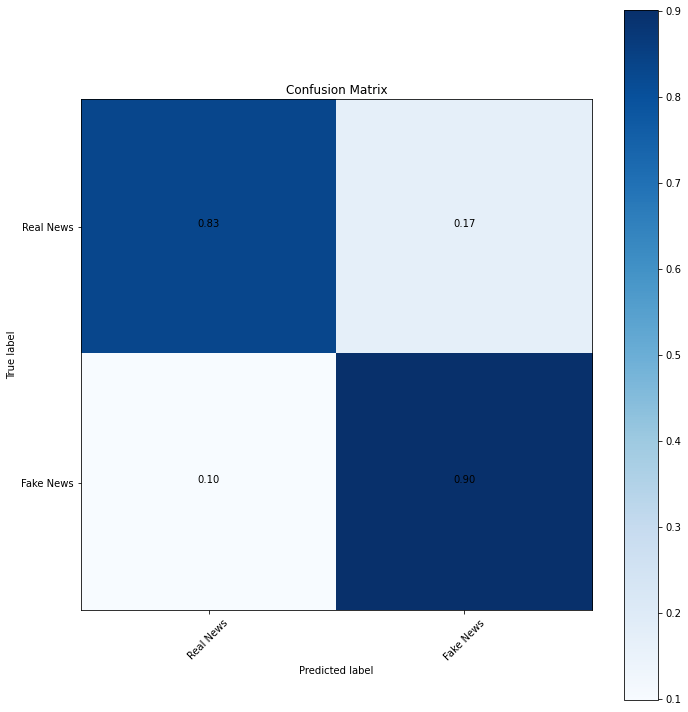 Confusion Matrix
True label
Real News
Fake News
0.83
0.17
0.10
0.90
Real News
Fake News
Predicted label
0.9
0.8
0.7
0.6
0.5
0.4
0.3
0.2
0.1